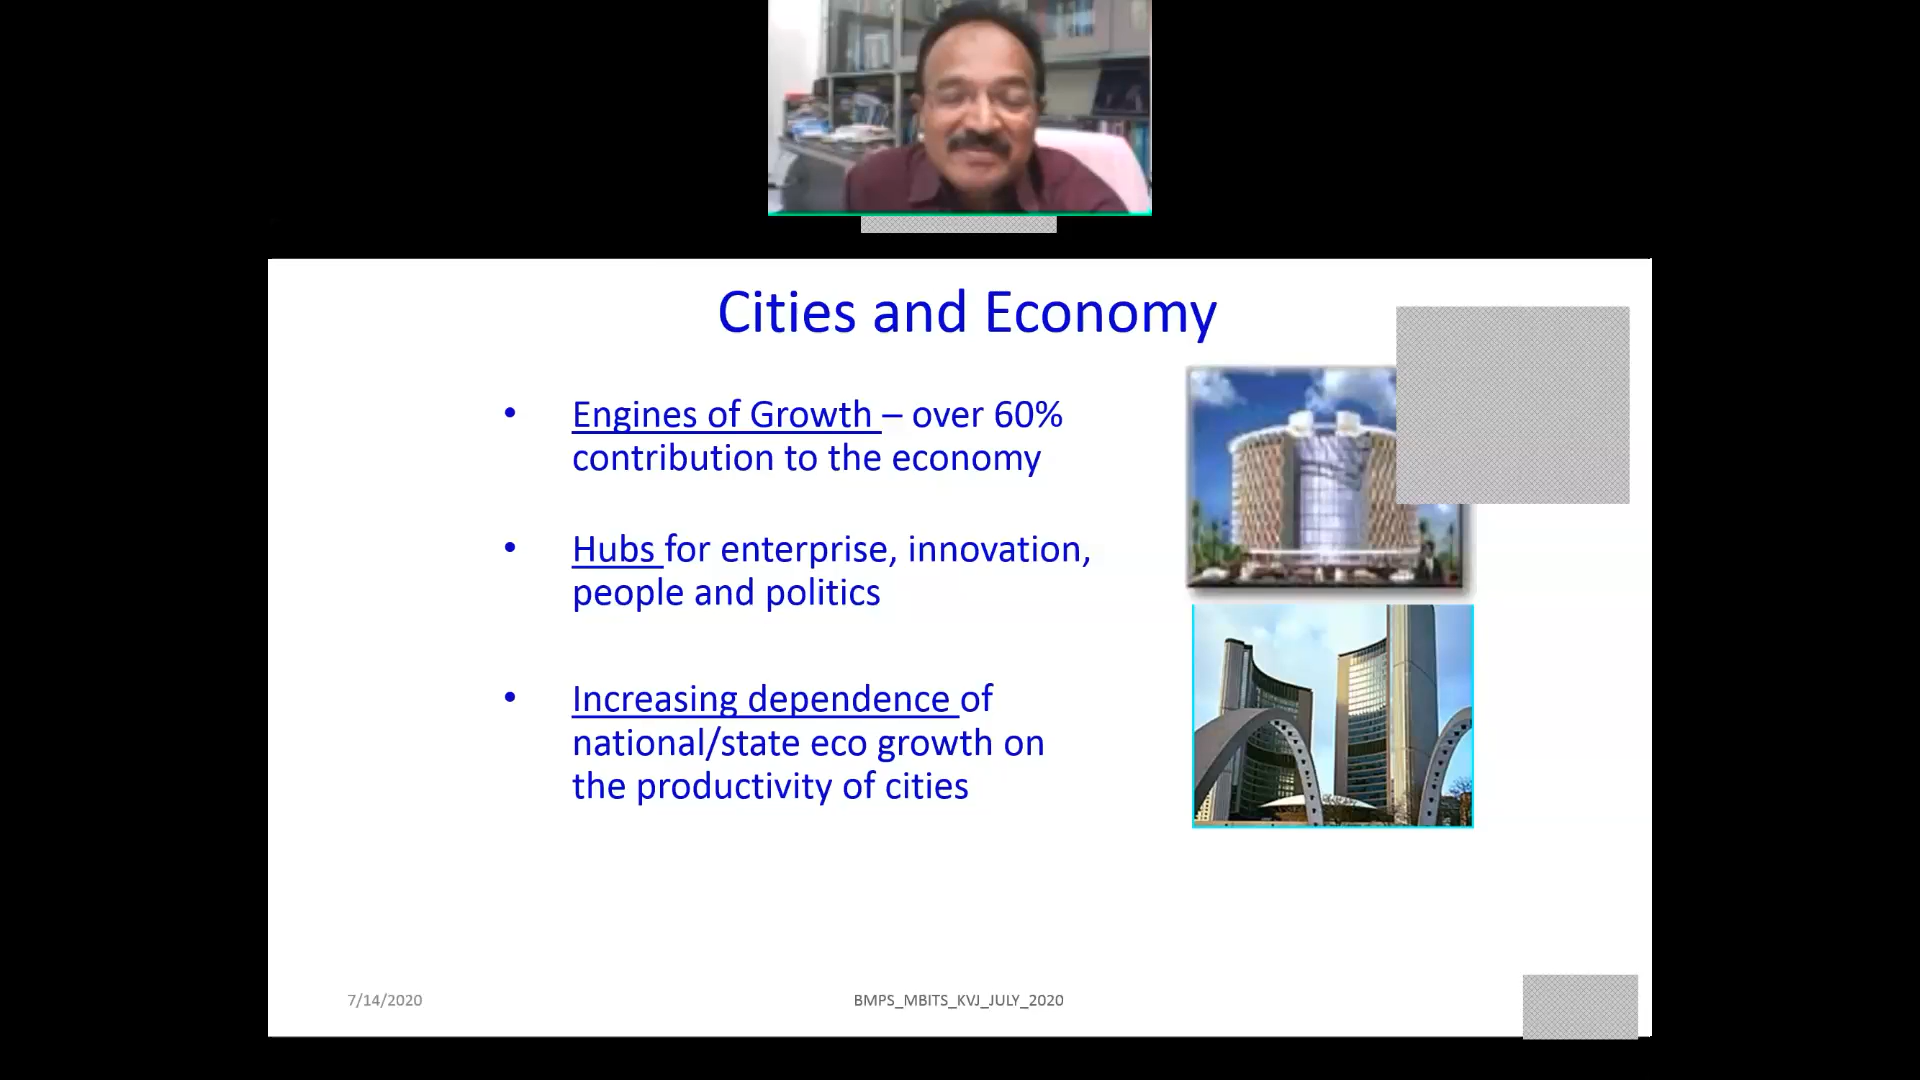 Cities and Economy
• Engines of Growth – over 60%
contribution to the economy
• Hubs for enterprise, innovation,
people and politics
• Increasing dependence of
national/state eco growth on
the productivity of cities
7/14/2020
BMPS_MBITS_KVJ_JULY_2020